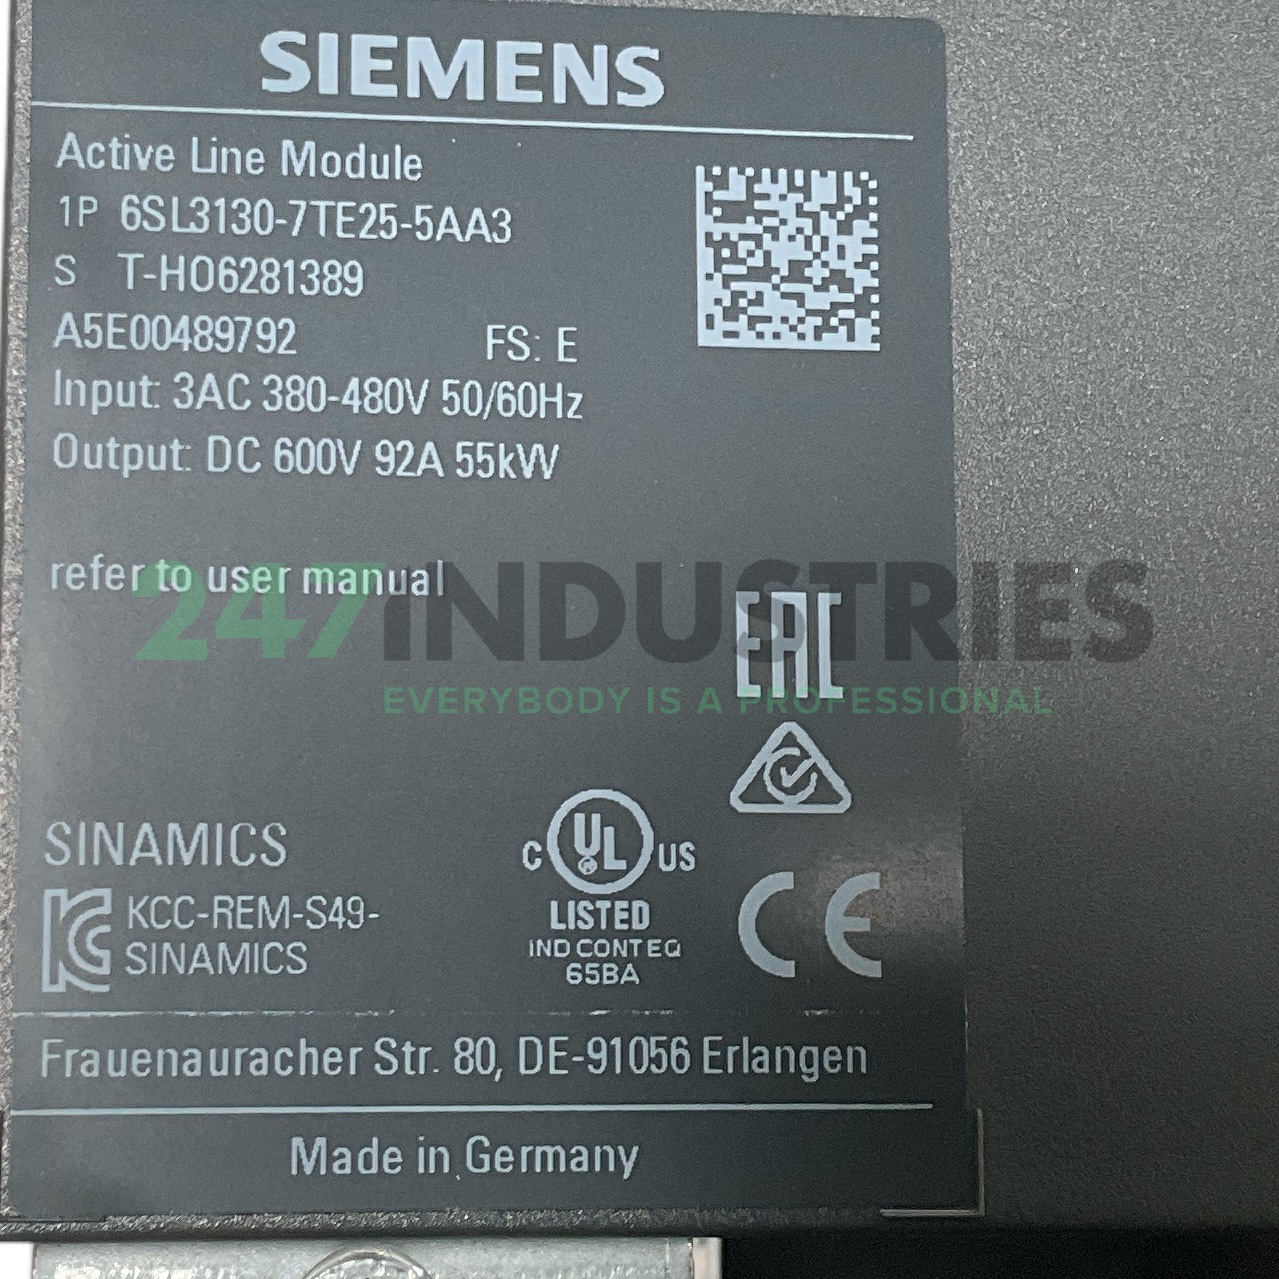 SIEMENS
Active Line Module
1P 6SL3130-7TE25-5AA3
S T-HO6281389
A5E00489792 FS: E
Input: 3AC 380-480V 50/60Hz
Output: DC 600V 92A 55kW
refer to user manual
247INDUSTRIES
EVERYBODY IS A PROFESSIONAL
EAC
SINAMICS
KCC-REM-S49-
SINAMICS
C UL US
LISTED
IND CONT EQ
65BA
CE
Frauenauracher Str. 80, DE-91056 Erlangen
Made in Germany